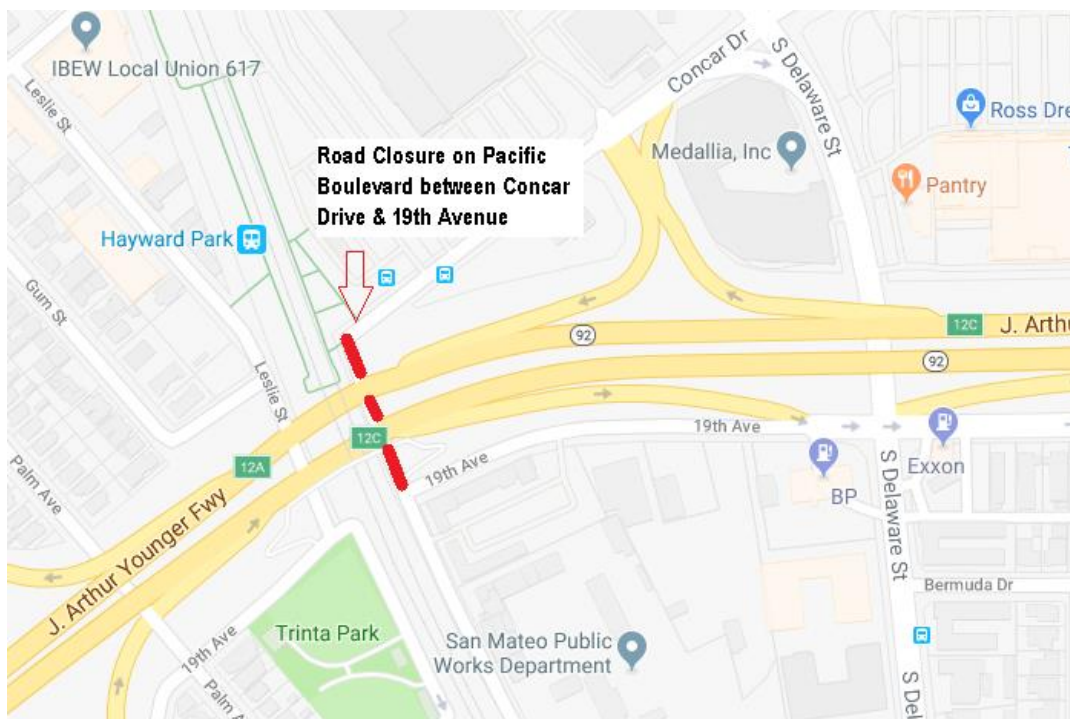 IBEW Local Union 617
Leslie St
Concar Dr
S Delaware St
Ross Dre
Medallia, Inc
Pantry
Road Closure on Pacific
Boulevard between Concar
Drive & 19th Avenue
Hayward Park
Gum St
Leslie St
92
12C
J. Arthu
92
12C
12A
19th Ave
19th Ave
Exxon
BP
Palm Ave
J. Arthur Younger Fwy
S Delaware St
Bermuda Dr
Trinta Park
19th Ave
San Mateo Public
Works Department
Palm A
S D